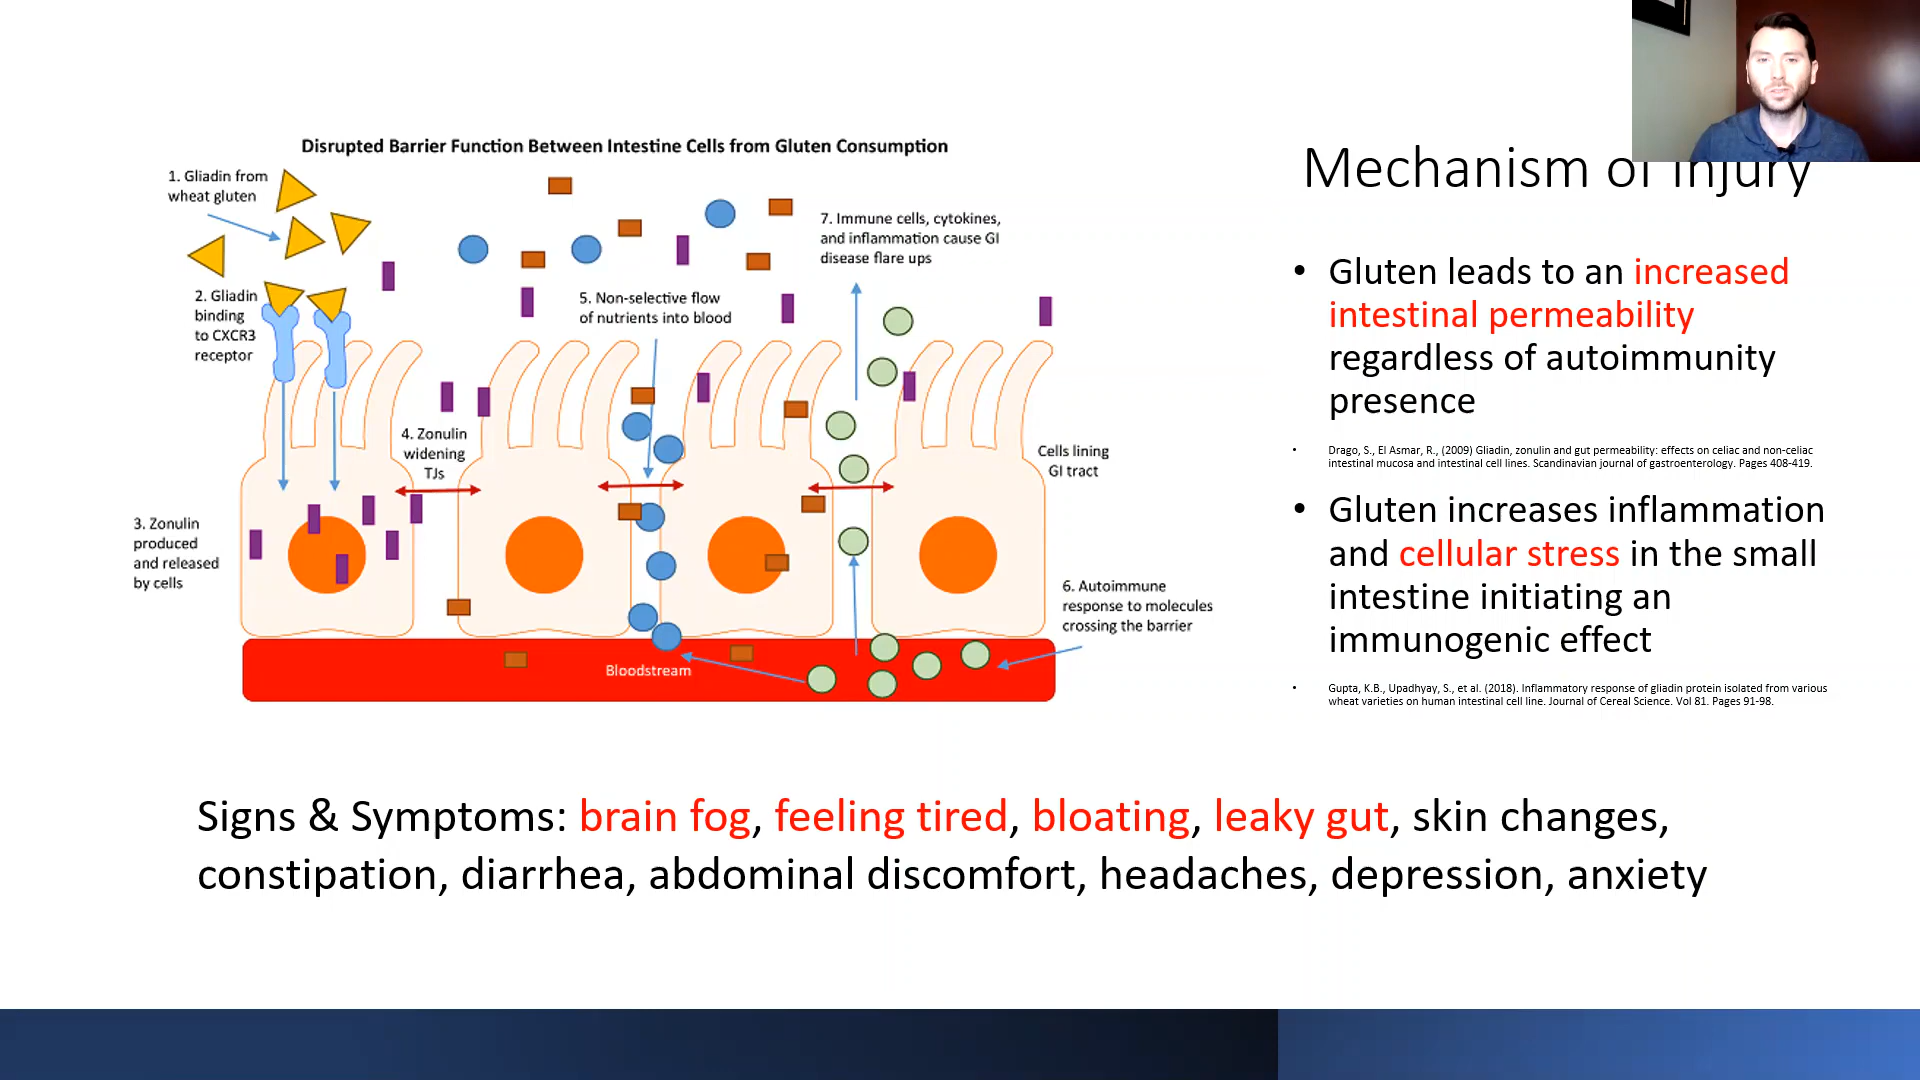 Disrupted Barrier Function Between Intestine Cells from Gluten Consumption
1. Gliadin from
wheat gluten
2. Gliadin
binding
to CXCR3
receptor
3. Zonulin
produced
and released
by cells
4. Zonulin
widening
TJs
5. Non-selective flow
of nutrients into blood
7. Immune cells, cytokines,
and inflammation cause GI
disease flare ups
Cells lining
GI tract
6. Autoimmune
response to molecules
crossing the barrier
Bloodstream
Mechanism of Injury
• Gluten leads to an increased
intestinal permeability
regardless of autoimmunity
presence
• Drago, S., El Asmar, R., (2009) Gliadin, zonulin and gut permeability: effects on celiac and non-celiac
intestinal mucosa and intestinal cell lines. Scandinavian journal of gastroenterology. Pages 408-419.
• Gluten increases inflammation
and cellular stress in the small
intestine initiating an
immunogenic effect
• Gupta, K.B., Upadhyay, S., et al. (2018). Inflammatory response of gliadin protein isolated from various
wheat varieties on human intestinal cell line. Journal of Cereal Science. Vol 81. Pages 91-98.
Signs & Symptoms: brain fog, feeling tired, bloating, leaky gut, skin changes,
constipation, diarrhea, abdominal discomfort, headaches, depression, anxiety